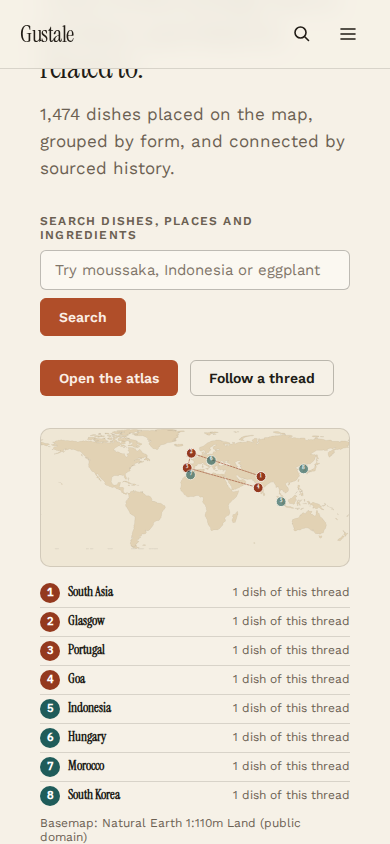 Gustale
related to.
1,474 dishes placed on the map,
grouped by form, and connected by
sourced history.
SEARCH DISHES, PLACES AND
INGREDIENTS
Try moussaka, Indonesia or eggplant
Search
Open the atlas
Follow a thread
1 South Asia 1 dish of this thread
2 Glasgow 1 dish of this thread
3 Portugal 1 dish of this thread
4 Goa 1 dish of this thread
5 Indonesia 1 dish of this thread
6 Hungary 1 dish of this thread
7 Morocco 1 dish of this thread
8 South Korea 1 dish of this thread
Basemap: Natural Earth 1:110m Land (public
domain)